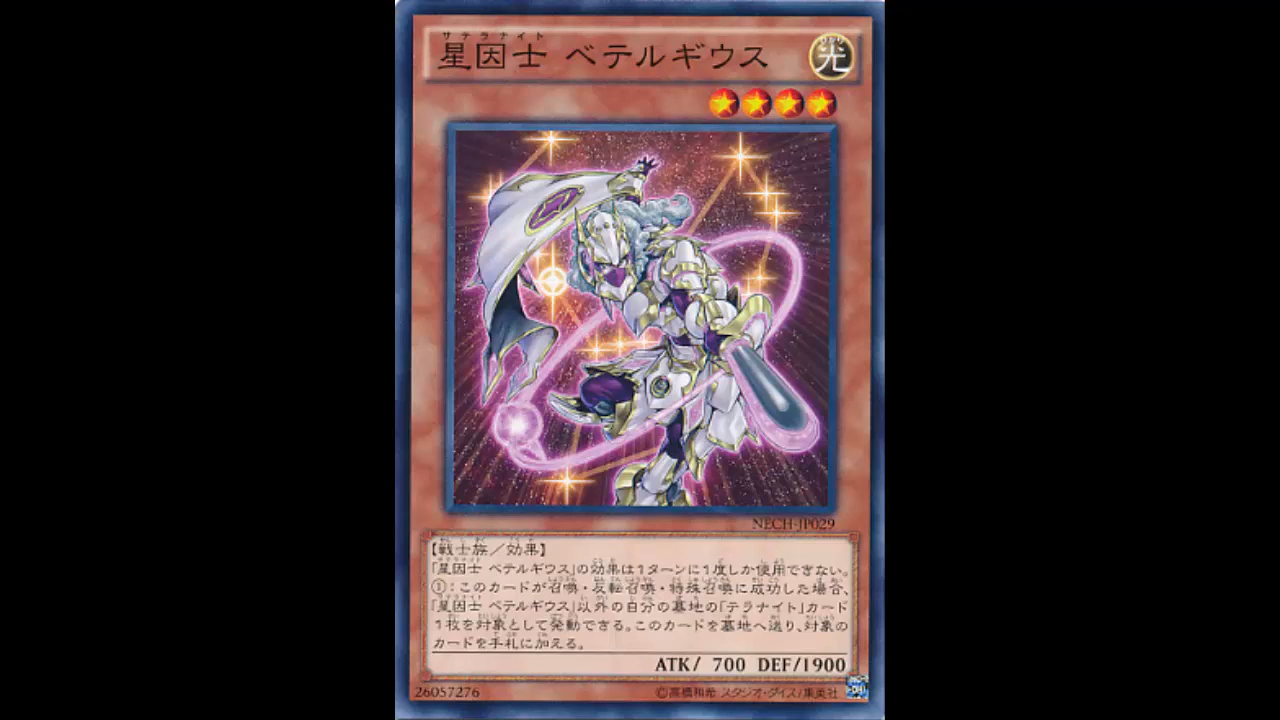 サテラナイト
星因士 ベテルギウス
光
NECH-JP029
【戦士族/効果】
「星因士 ベテルギウス」の効果は1ターンに1度しか使用できない。
①：このカードが召喚・反転召喚・特殊召喚に成功した場合、
「星因士 ベテルギウス」以外の自分の墓地の「テラナイト」カード
1枚を対象として発動できる。このカードを墓地へ送り、対象の
カードを手札に加える。
ATK/ 700 DEF/1900
26057276
©高橋和希 スタジオ・ダイス/集英社